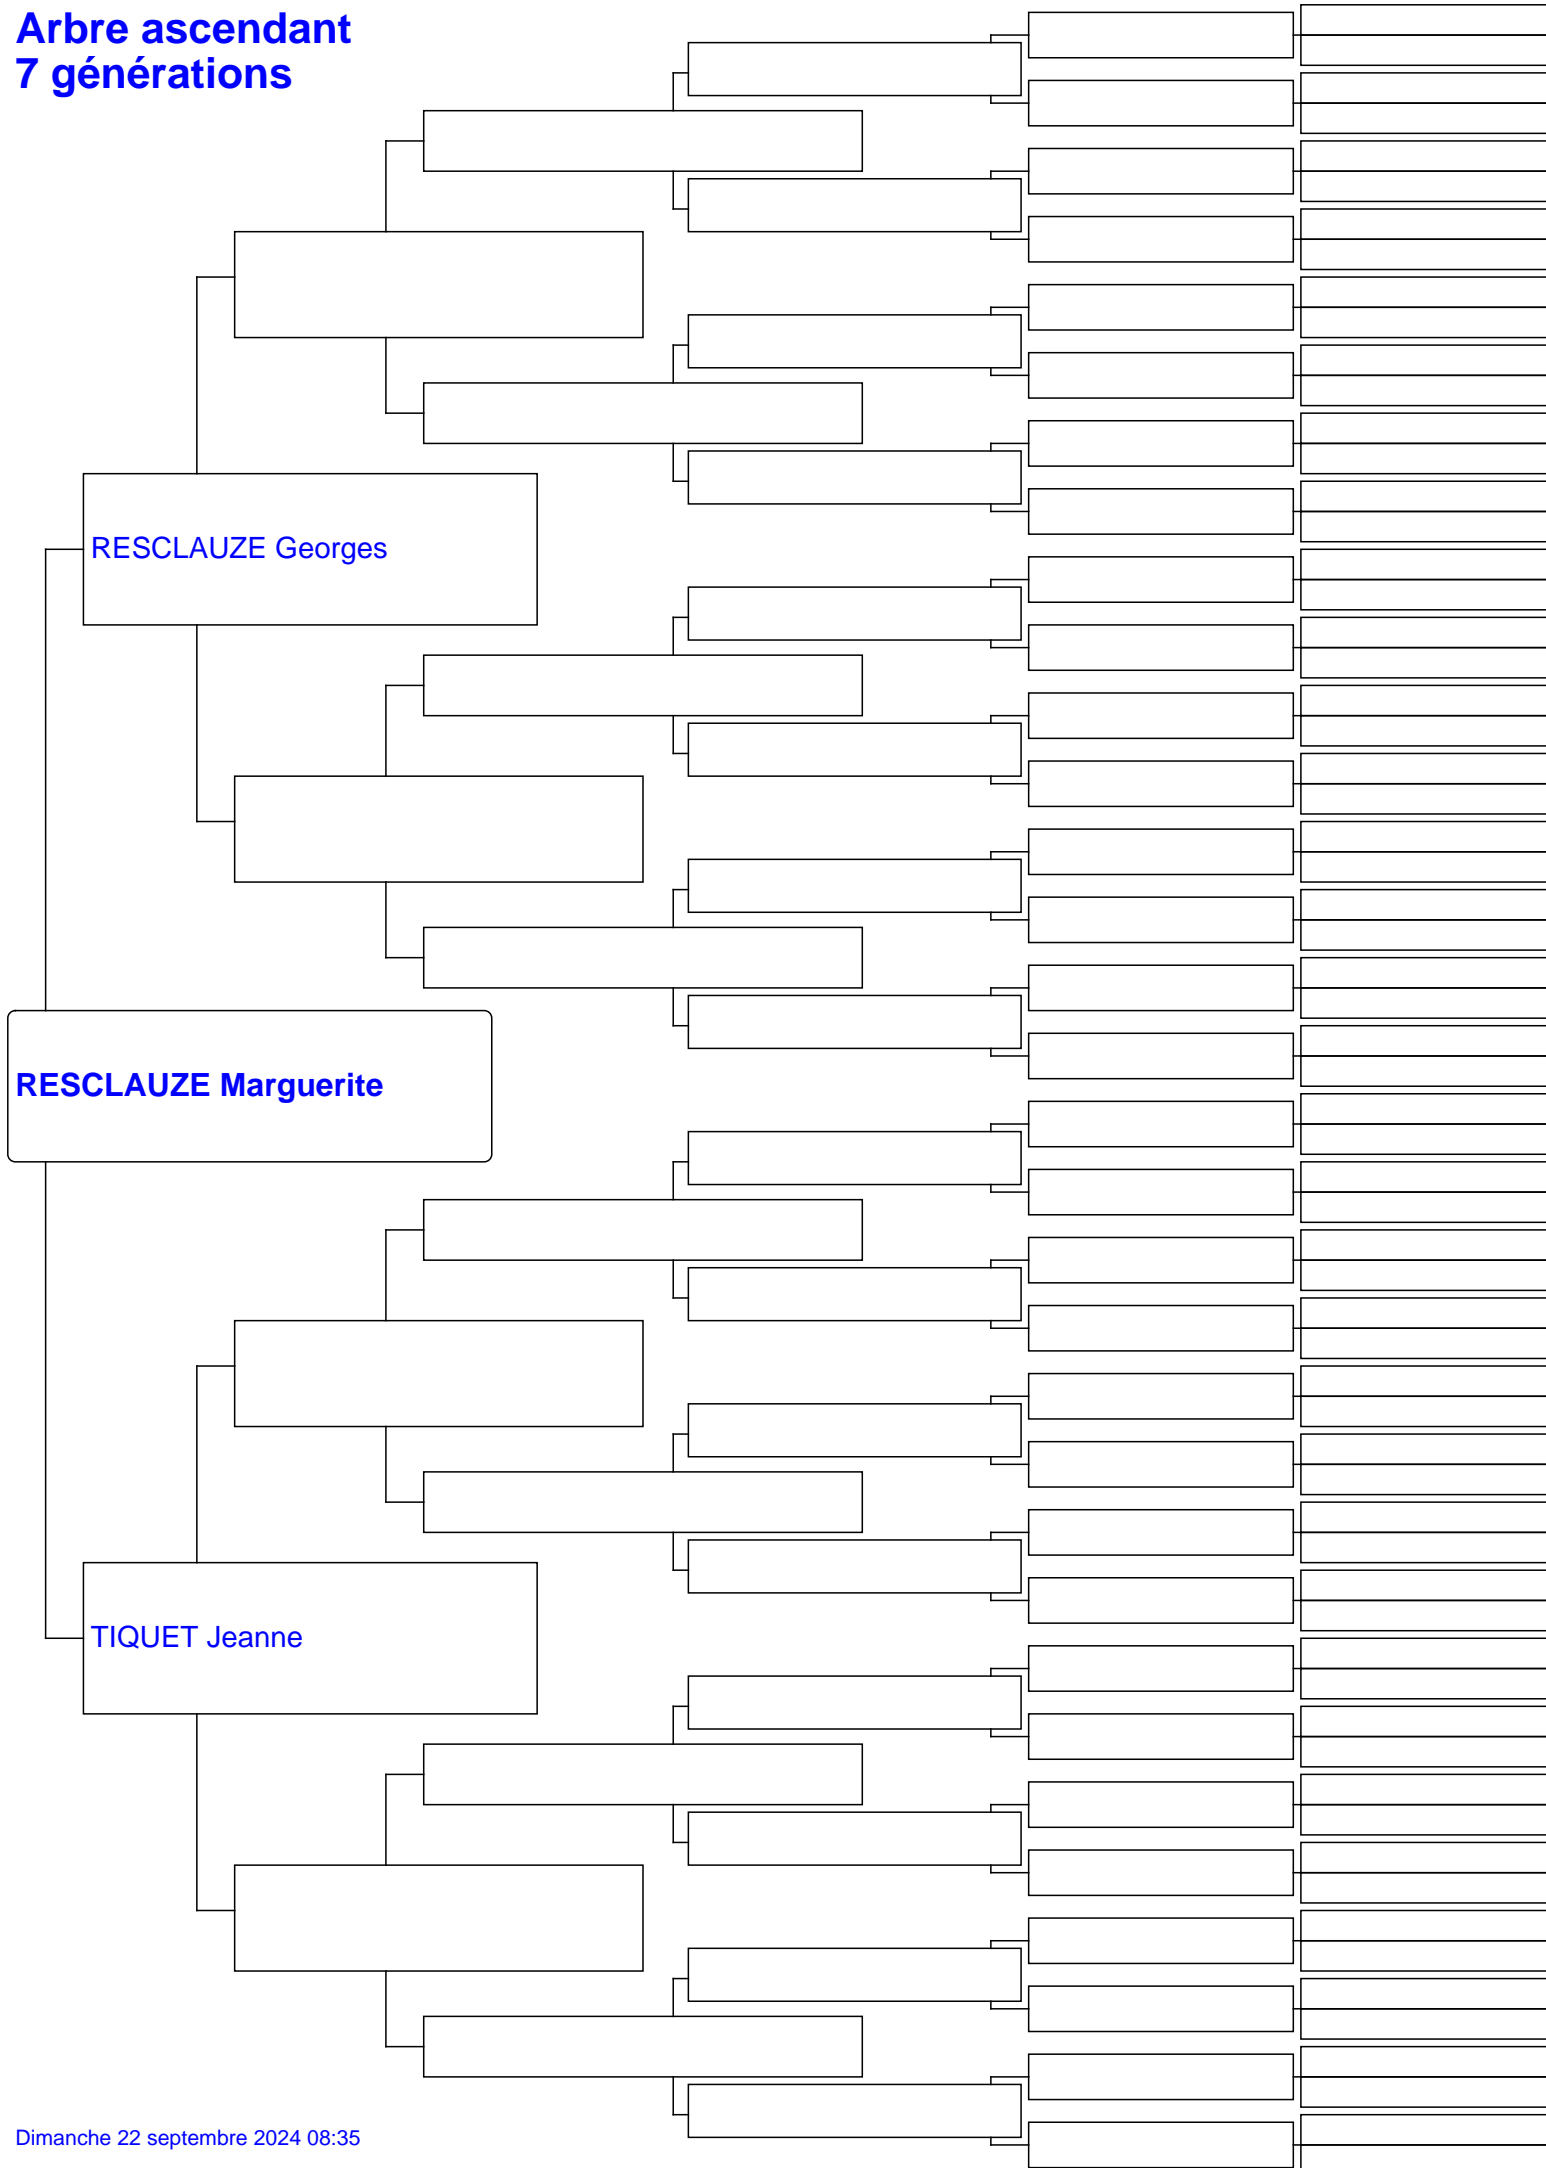 Arbre ascendant
7 générations
RESCLAUZE Georges
RESCLAUZE Marguerite
TIQUET Jeanne
Dimanche 22 septembre 2024 08:35